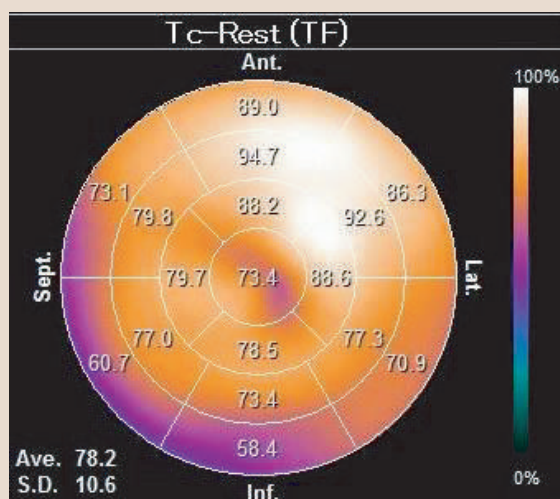 Tc-Rest (TF)
Ant.
100%
89.0
94.7
73.1
88.2
86.3
79.8
92.6
Sept.
79.7
73.4
88.6
Lat.
77.0
77.3
60.7
78.5
70.9
73.4
58.4
Ave. 78.2
S.D. 10.6
Inf.
0%